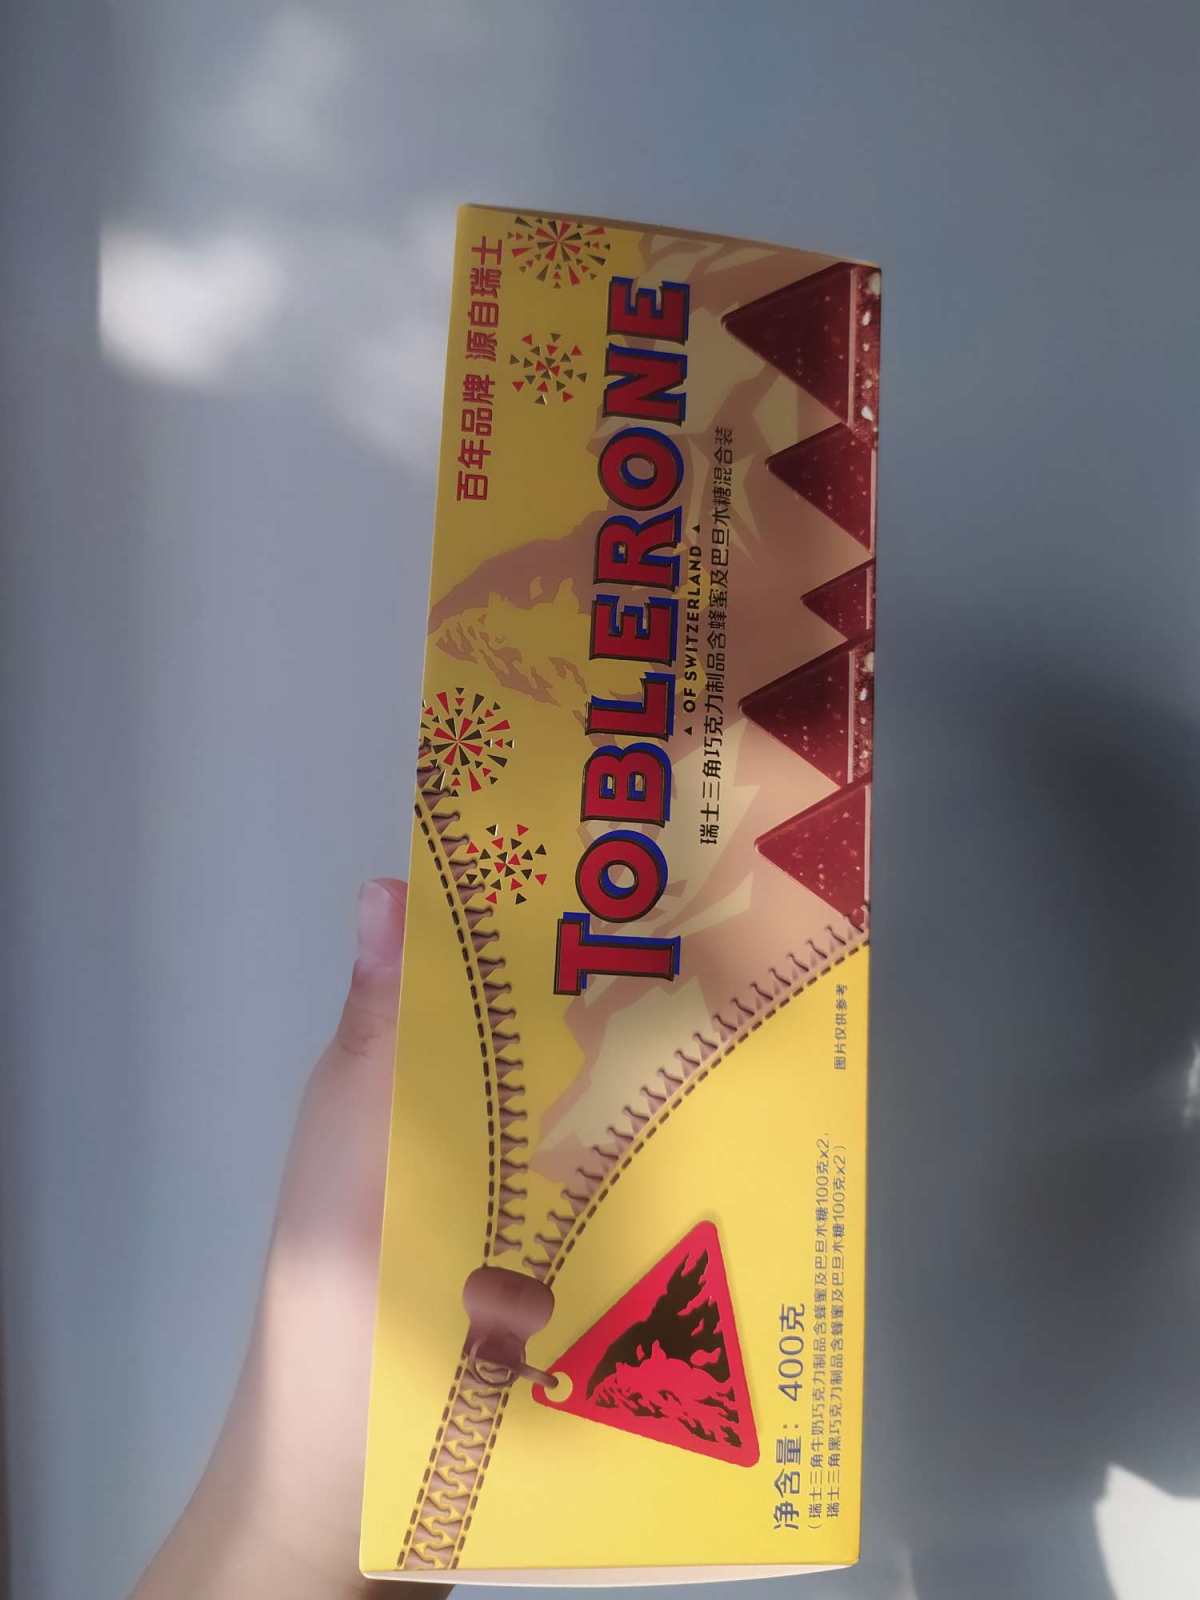 百年品牌 源自瑞士
TOBLERONE
▲ OF SWITZERLAND ▲
瑞士三角巧克力制品含蜂蜜及巴旦木糖混合装
图片仅供参考
净含量：400克
（瑞士三角牛奶巧克力制品含蜂蜜及巴旦木糖100克x2，
瑞士三角黑巧克力制品含蜂蜜及巴旦木糖100克x2）